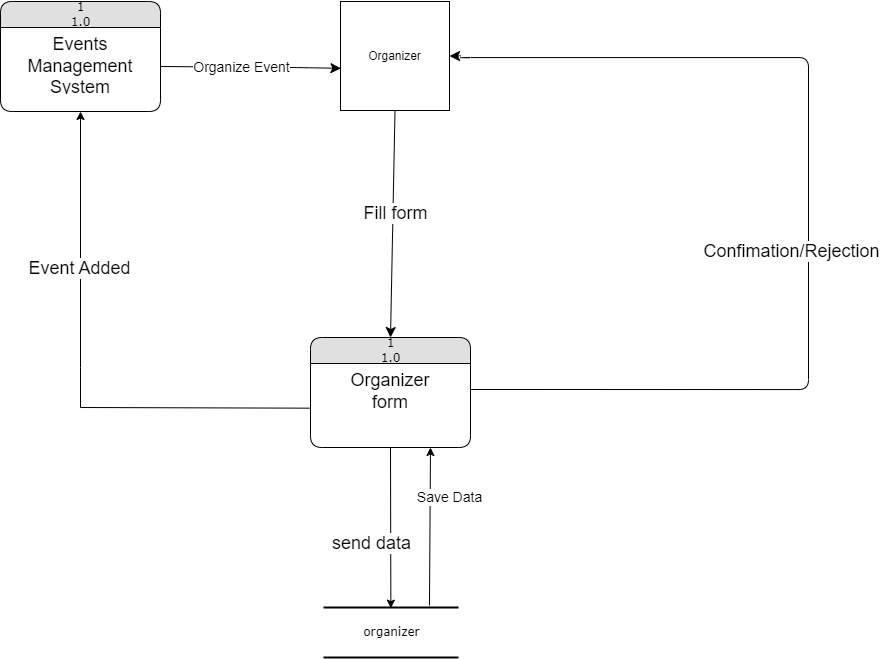 1
1.0
Events
Management
System
Organize Event
Organizer
Fill form
Confimation/Rejection
Event Added
1
1.0
Organizer
form
Save Data
send data
organizer